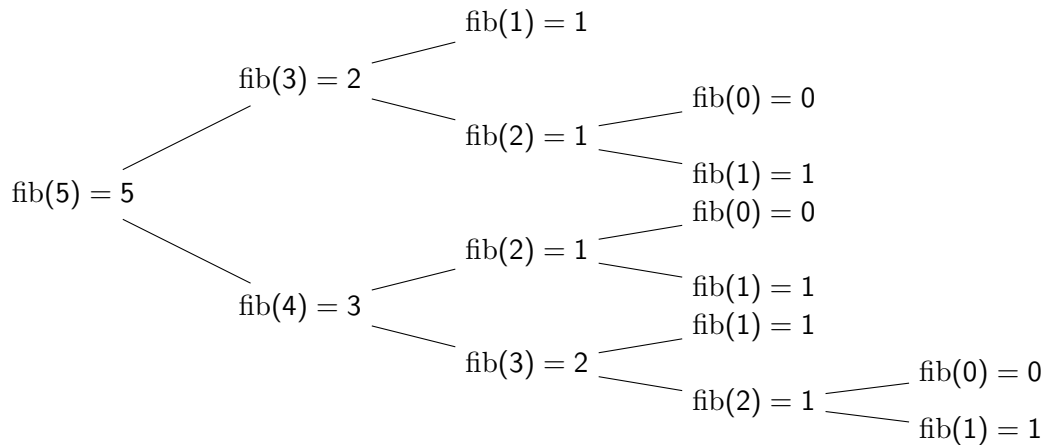 fib(1) = 1
fib(3) = 2
fib(0) = 0
fib(2) = 1
fib(1) = 1
fib(5) = 5
fib(0) = 0
fib(2) = 1
fib(1) = 1
fib(4) = 3
fib(1) = 1
fib(3) = 2
fib(0) = 0
fib(2) = 1
fib(1) = 1